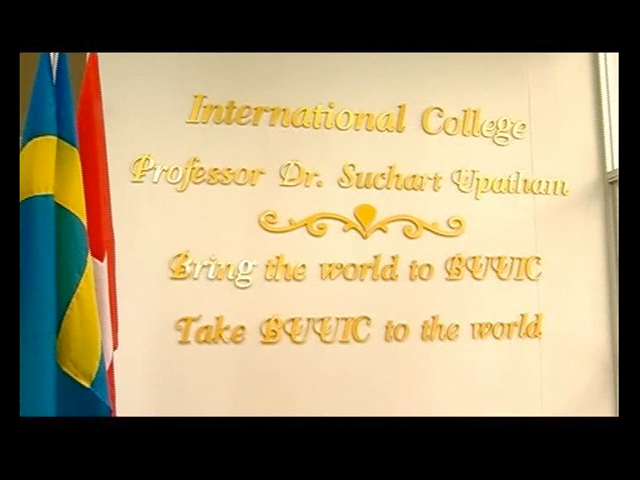 International College
Professor Dr. Suchart Upatham
Bring the world to BUUIC
Take BUUIC to the world